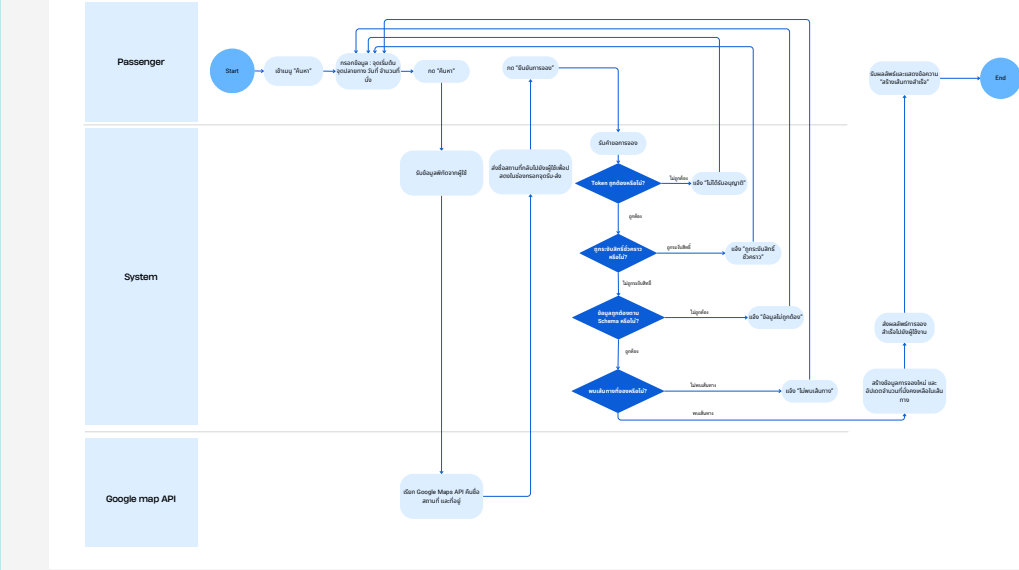 Passenger
Start
เข้าเมนู "ค้นหา"
กรอกข้อมูล : จุดเริ่มต้น
จุดปลายทาง วันที่ จำนวนที่
นั่ง
กด "ค้นหา"
กด "ยืนยันการจอง"
รับผลลัพธ์และแสดงข้อความ
"สร้างเส้นทางสำเร็จ"
End
System
รับข้อมูลพิกัดจากผู้ใช้
ส่งชื่อสถานที่กลับไปยังผู้ใช้เพื่อไป
แสดงในช่องกรอกจุดรับ-ส่ง
รับคำขอการจอง
Token ถูกต้องหรือไม่?
ไม่ถูกต้อง
แจ้ง "ไม่ได้รับอนุญาติ"
ถูกต้อง
ถูกระงับสิทธิ์ชั่วคราว
หรือไม่?
ถูกระงับสิทธิ์
แจ้ง "ถูกระงับสิทธิ์
ชั่วคราว"
ไม่ถูกระงับสิทธิ์
ข้อมูลถูกต้องตาม
Schema หรือไม่?
ไม่ถูกต้อง
แจ้ง "ข้อมูลไม่ถูกต้อง"
ถูกต้อง
พบเส้นทางที่จองหรือไม่?
ไม่พบเส้นทาง
แจ้ง "ไม่พบเส้นทาง"
พบเส้นทาง
ส่งผลลัพธ์การจอง
สำเร็จไปยังผู้ใช้งาน
สร้างข้อมูลการจองใหม่ และ
อัปเดตจำนวนที่นั่งคงเหลือในเส้น
ทาง
Google map API
เรียก Google Maps API คืนชื่อ
สถานที่ และที่อยู่